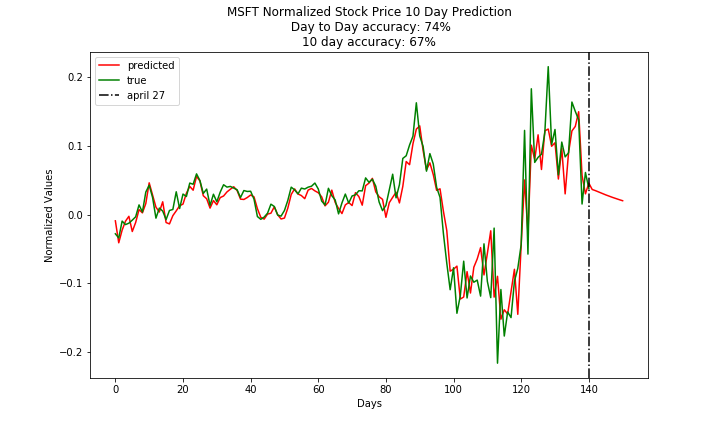 MSFT Normalized Stock Price 10 Day Prediction
Day to Day accuracy: 74%
10 day accuracy: 67%
predicted
true
april 27
Normalized Values
0.2
0.1
0.0
−0.1
−0.2
0 20 40 60 80 100 120 140
Days